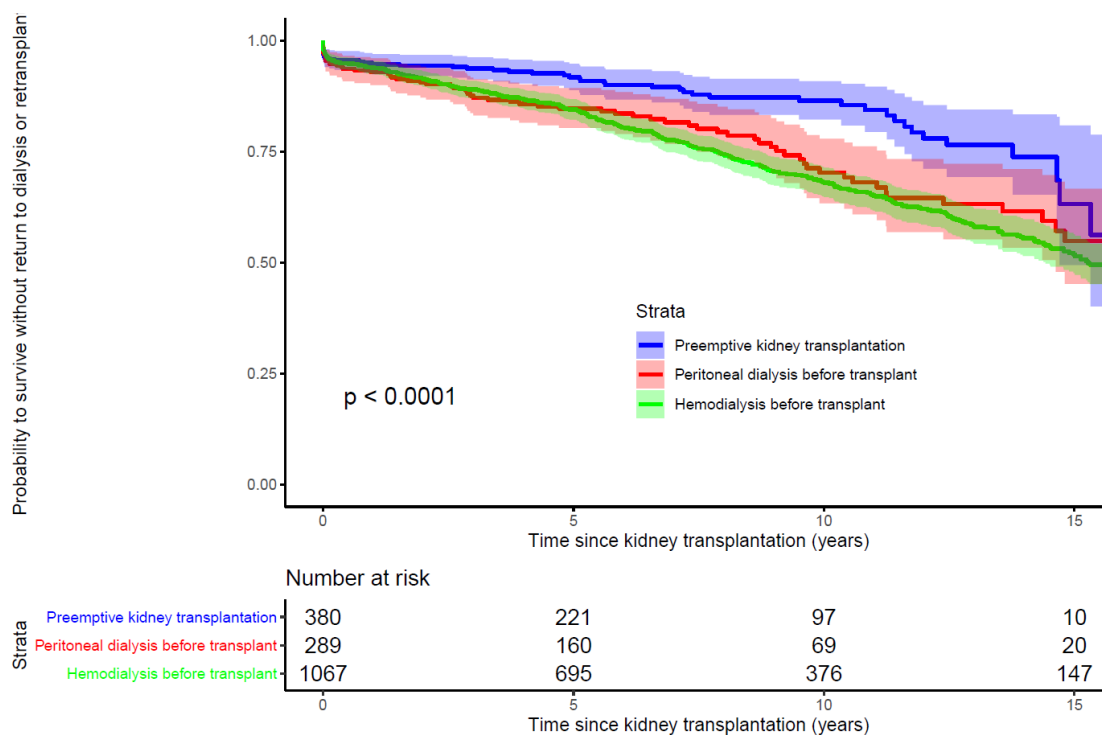 Probability to survive without return to dialysis or retransplan
1.00
0.75
0.50
0.25
0.00
p < 0.0001
Strata
Preemptive kidney transplantation
Peritoneal dialysis before transplant
Hemodialysis before transplant
0 5 10 15
Time since kidney transplantation (years)
Number at risk
Strata
Preemptive kidney transplantation 380 221 97 10
Peritoneal dialysis before transplant 289 160 69 20
Hemodialysis before transplant 1067 695 376 147
0 5 10 15
Time since kidney transplantation (years)